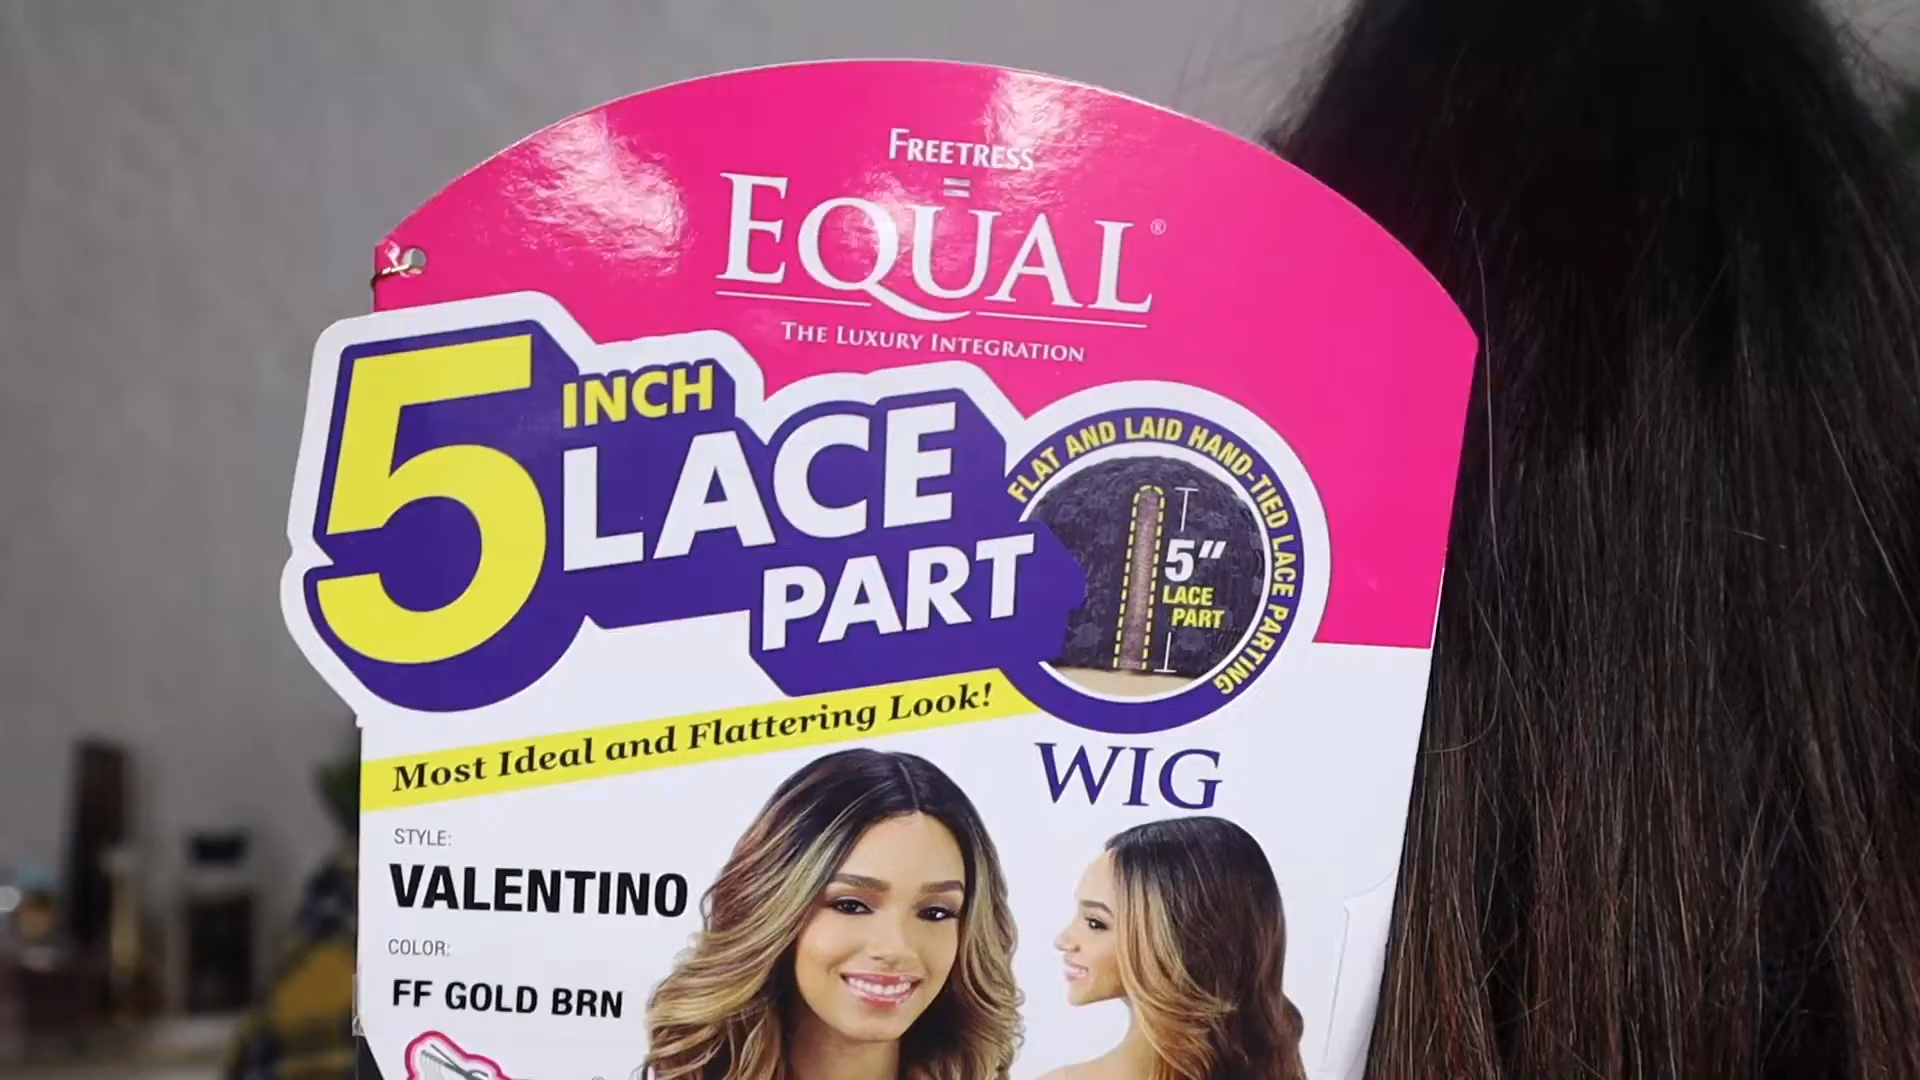 FREETRESS
=
EQUAL®
THE LUXURY INTEGRATION
5 INCH
LACE
PART
FLAT AND LAID HAND-TIED LACE PARTING
5"
LACE
PART
Most Ideal and Flattering Look!
WIG
STYLE:
VALENTINO
COLOR:
FF GOLD BRN